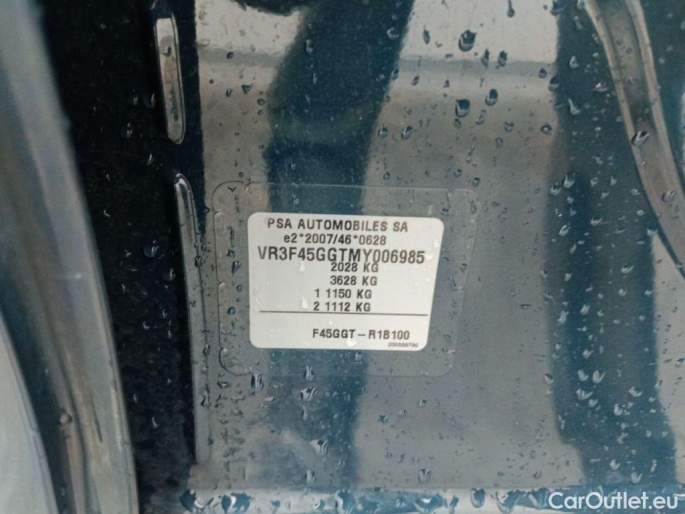 PSA AUTOMOBILES SA
e2*2007/46*0628
VR3F45GGTMY006985
2028 KG
3628 KG
1 1150 KG
2 1112 KG
F45GGT-R1B100
CarOutlet.eu